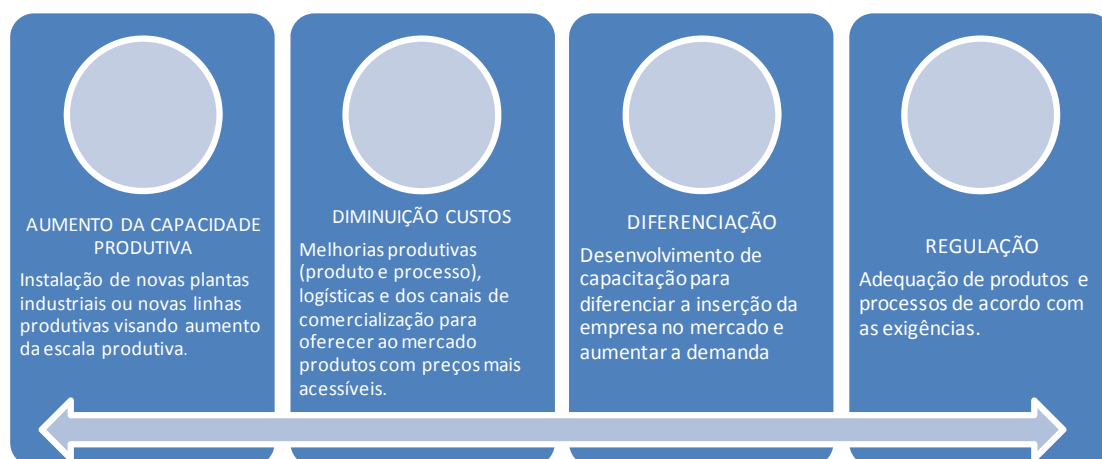 AUMENTO DA CAPACIDADE
PRODUTIVA
Instalação de novas plantas
industriais ou novas linhas
produtivas visando aumento
da escala produtiva.
DIMINUIÇÃO CUSTOS
Melhorias produtivas
(produto e processo),
logísticas e dos canais de
comercialização para
oferecer ao mercado
produtos com preços mais
acessíveis.
DIFERENCIAÇÃO
Desenvolvimento de
capacitação para
diferenciar a inserção da
empresa no mercado e
aumentar a demanda
REGULAÇÃO
Adequação de produtos e
processos de acordo com
as exigências.